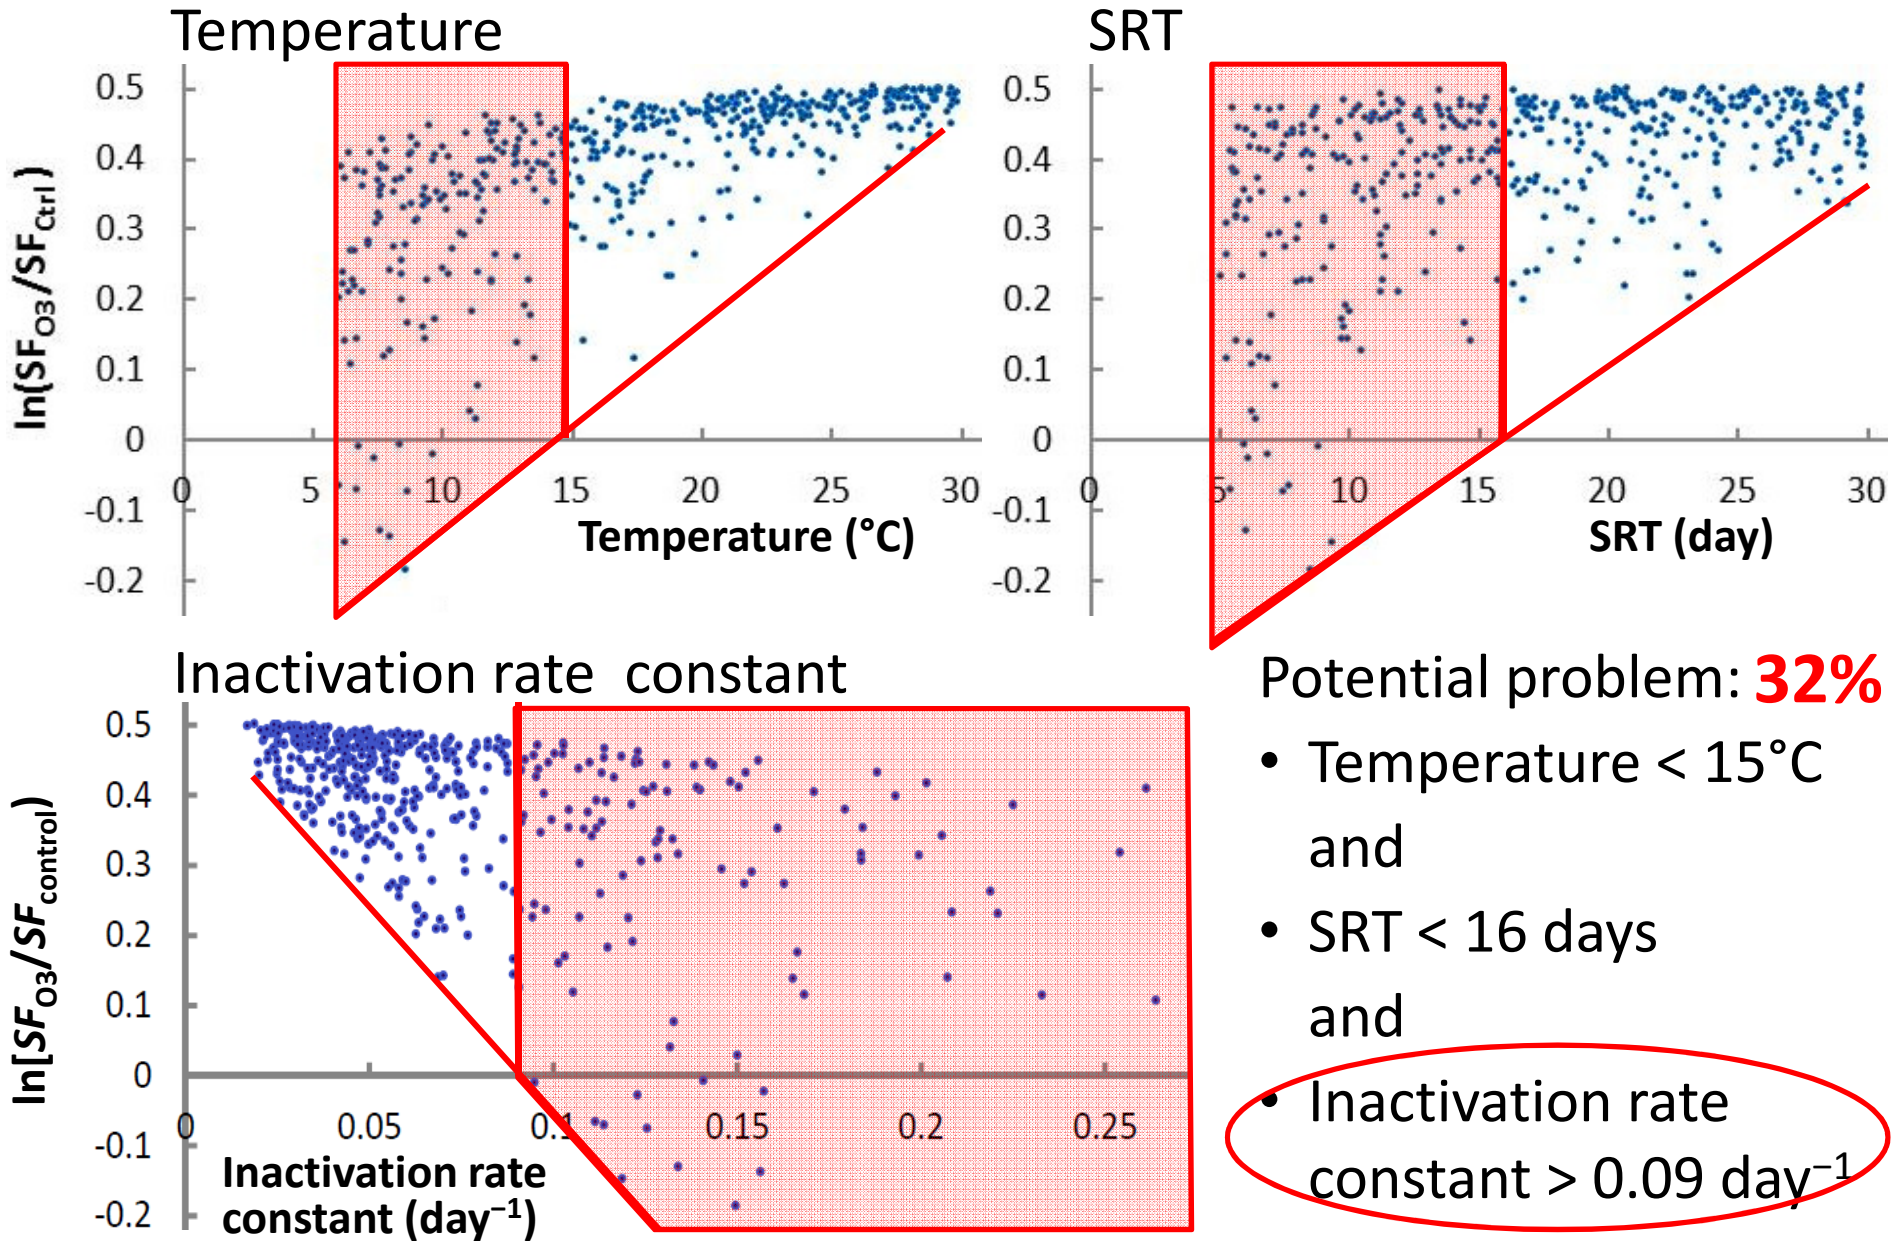 Temperature
ln(SFO3/SFCtrl)
0.5
0.4
0.3
0.2
0.1
0
-0.1
-0.2
0 5 10 15 20 25 30
Temperature (°C)
SRT
0.5
0.4
0.3
0.2
0.1
0
-0.1
-0.2
0 5 10 15 20 25 30
SRT (day)
Inactivation rate constant
ln[SFO3/SFcontrol)
0.5
0.4
0.3
0.2
0.1
0
-0.1
-0.2
0 0.05 0.1 0.15 0.2 0.25
Inactivation rate
constant (day⁻¹)
Potential problem: 32%
• Temperature < 15°C
and
• SRT < 16 days
and
• Inactivation rate
constant > 0.09 day⁻¹